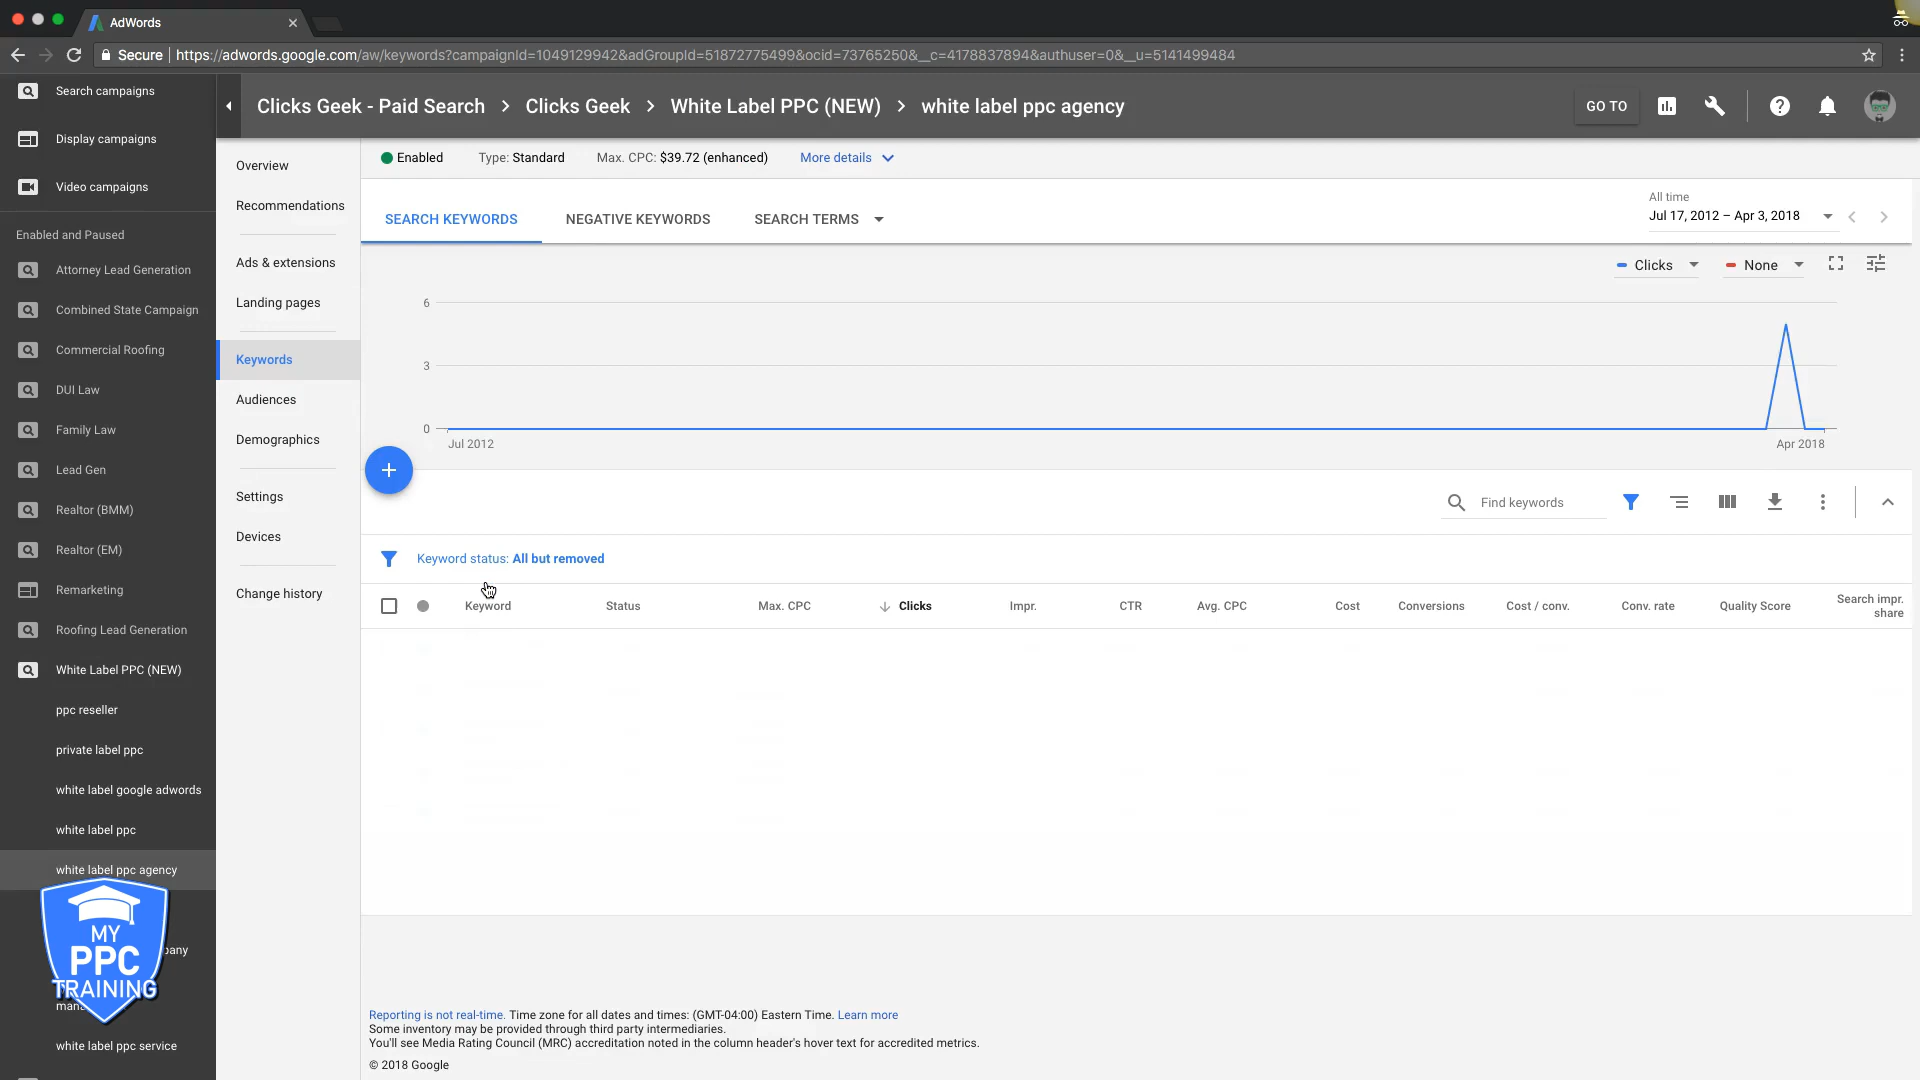 AdWords
Secure
https://adwords.google.com/aw/keywords?campaignId=1049129942&adGroupId=51872775499&ocid=73765250&__c=4178837894&authuser=0&__u=5141499484
Search campaigns
Display campaigns
Video campaigns
Enabled and Paused
Attorney Lead Generation
Combined State Campaign
Commercial Roofing
DUI Law
Family Law
Lead Gen
Realtor (BMM)
Realtor (EM)
Remarketing
Roofing Lead Generation
White Label PPC (NEW)
ppc reseller
private label ppc
white label google adwords
white label ppc
white label ppc agency
MY
PPC
TRAINING
white label ppc service
Clicks Geek - Paid Search > Clicks Geek > White Label PPC (NEW) > white label ppc agency
GO TO
Overview
Recommendations
Ads & extensions
Landing pages
Keywords
Audiences
Demographics
Settings
Devices
Change history
Enabled
Type: Standard
Max. CPC: $39.72 (enhanced)
More details
SEARCH KEYWORDS
NEGATIVE KEYWORDS
SEARCH TERMS
All time
Jul 17, 2012 – Apr 3, 2018
Clicks
None
6
3
0
Jul 2012
Apr 2018
Find keywords
Keyword status: All but removed
Keyword
Status
Max. CPC
Clicks
Impr.
CTR
Avg. CPC
Cost
Conversions
Cost / conv.
Conv. rate
Quality Score
Search impr.
share
Reporting is not real-time. Time zone for all dates and times: (GMT-04:00) Eastern Time. Learn more
Some inventory may be provided through third party intermediaries.
You'll see Media Rating Council (MRC) accreditation noted in the column header's hover text for accredited metrics.
© 2018 Google